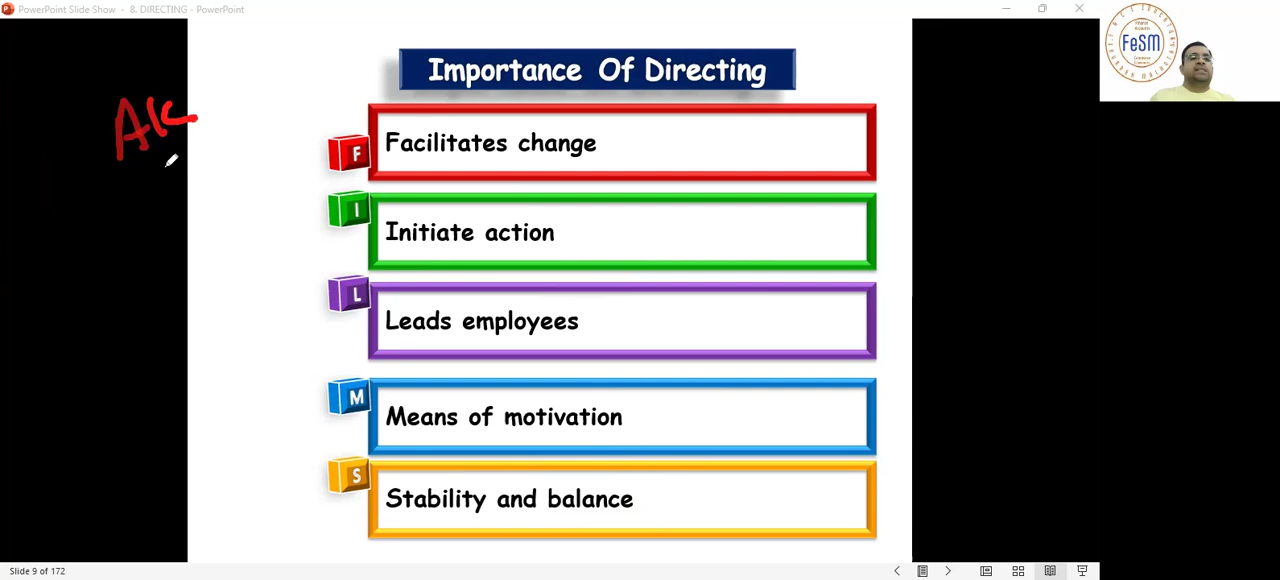 PowerPoint Slide Show - 8. DIRECTING - PowerPoint
FeSM
Importance Of Directing
F
Facilitates change
I
Initiate action
L
Leads employees
M
Means of motivation
S
Stability and balance
Slide 9 of 172